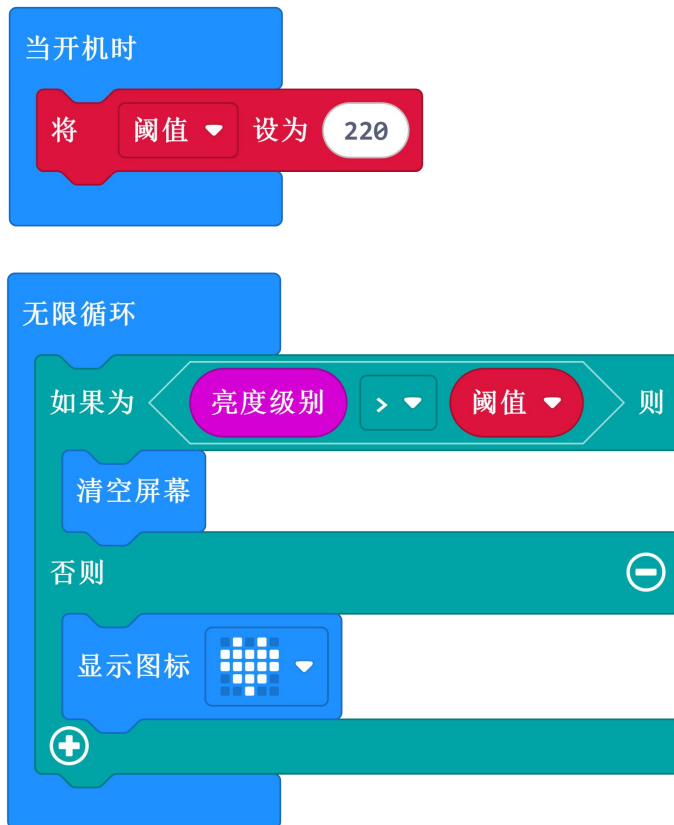 当开机时
将 阈值 设为 220
无限循环
如果为 亮度级别 > 阈值 则
清空屏幕
否则
显示图标